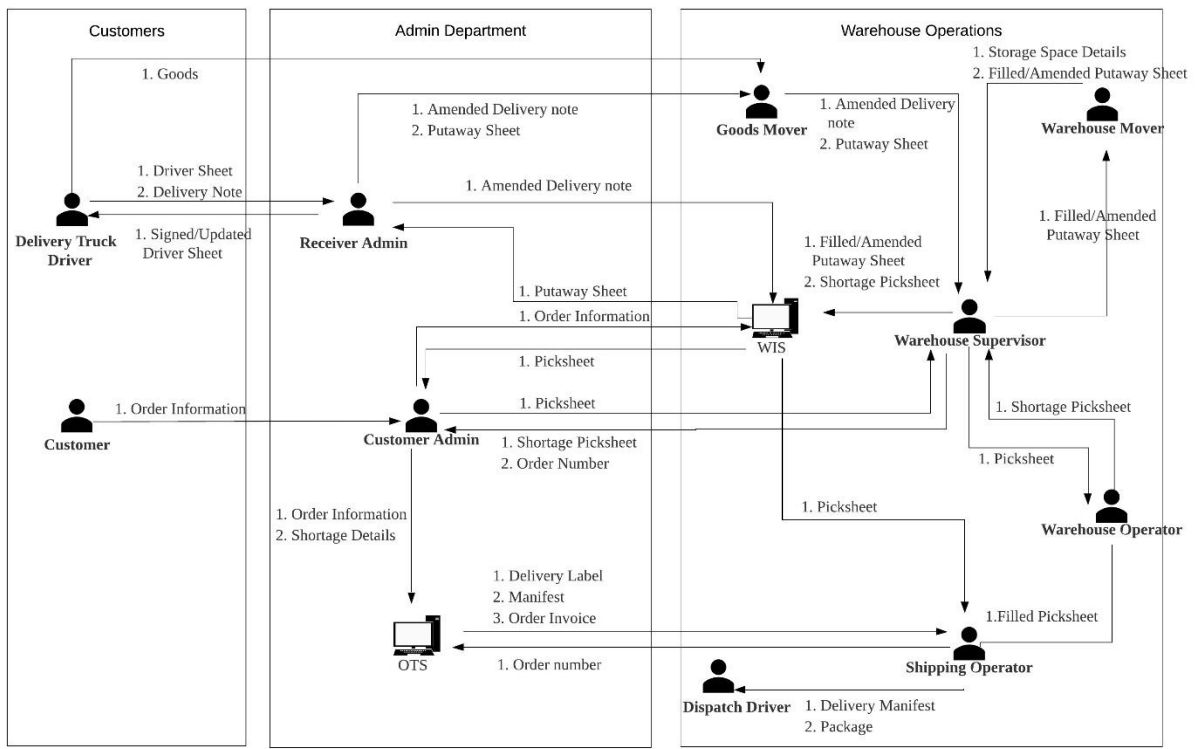 Customers
Admin Department
Warehouse Operations
1. Goods
1. Storage Space Details
2. Filled/Amended Putaway Sheet
1. Amended Delivery note
2. Putaway Sheet
Goods Mover
1. Amended Delivery
note
2. Putaway Sheet
Warehouse Mover
1. Driver Sheet
2. Delivery Note
1. Amended Delivery note
Delivery Truck
Driver
1. Signed/Updated
Driver Sheet
Receiver Admin
1. Filled/Amended
Putaway Sheet
2. Shortage Picksheet
1. Filled/Amended
Putaway Sheet
1. Putaway Sheet
1. Order Information
WIS
Warehouse Supervisor
1. Picksheet
1. Order Information
1. Picksheet
1. Shortage Picksheet
Customer
Customer Admin
1. Shortage Picksheet
2. Order Number
1. Picksheet
1. Order Information
2. Shortage Details
1. Picksheet
Warehouse Operator
1. Delivery Label
2. Manifest
3. Order Invoice
1.Filled Picksheet
OTS
1. Order number
Shipping Operator
Dispatch Driver
1. Delivery Manifest
2. Package